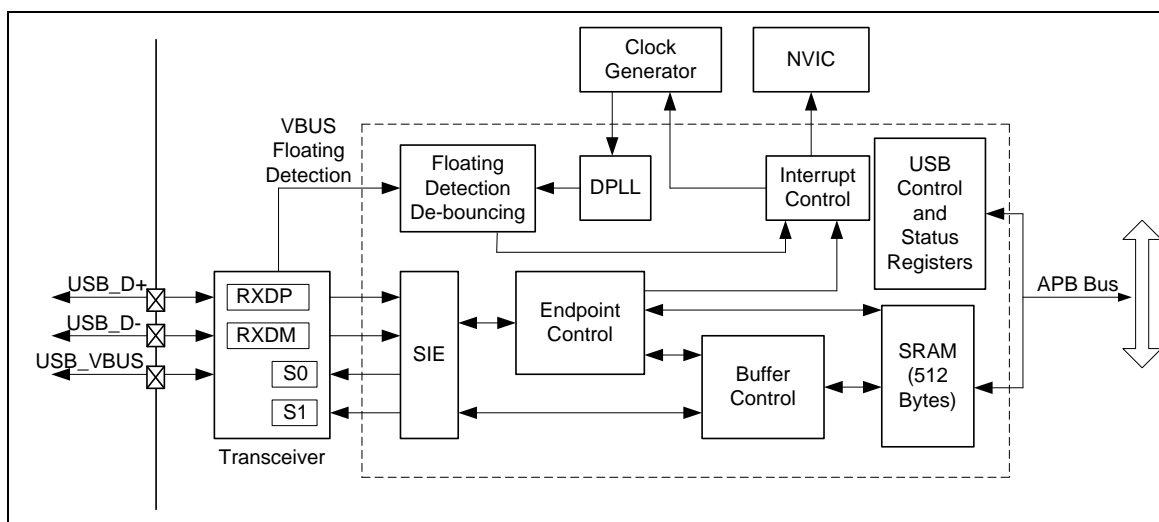 Clock
Generator
NVIC
VBUS
Floating
Detection
Floating
Detection
De-bouncing
DPLL
Interrupt
Control
USB
Control
and
Status
Registers
USB_D+
USB_D-
USB_VBUS
RXDP
RXDM
S0
S1
Transceiver
SIE
Endpoint
Control
Buffer
Control
SRAM
(512
Bytes)
APB Bus